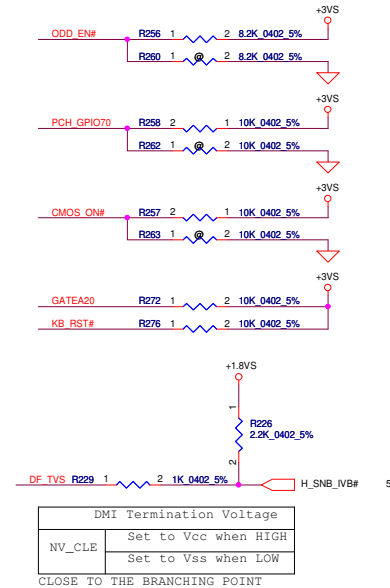 +3VS
ODD_EN# R256 1 2 8.2K_0402_5%
R260 1 @ 2 8.2K_0402_5%
+3VS
PCH_GPIO70 R258 2 1 10K_0402_5%
R262 1 @ 2 10K_0402_5%
+3VS
CMOS_ON# R257 2 1 10K_0402_5%
R263 1 @ 2 10K_0402_5%
+3VS
GATEA20 R272 1 2 10K_0402_5%
KB_RST# R276 1 2 10K_0402_5%
+1.8VS
1
R226
2.2K_0402_5%
2
DF_TVS R229 1 2 1K_0402_5% H_SNB_IVB# 5
DMI Termination Voltage
NV_CLE
Set to Vcc when HIGH
Set to Vss when LOW
CLOSE TO THE BRANCHING POINT